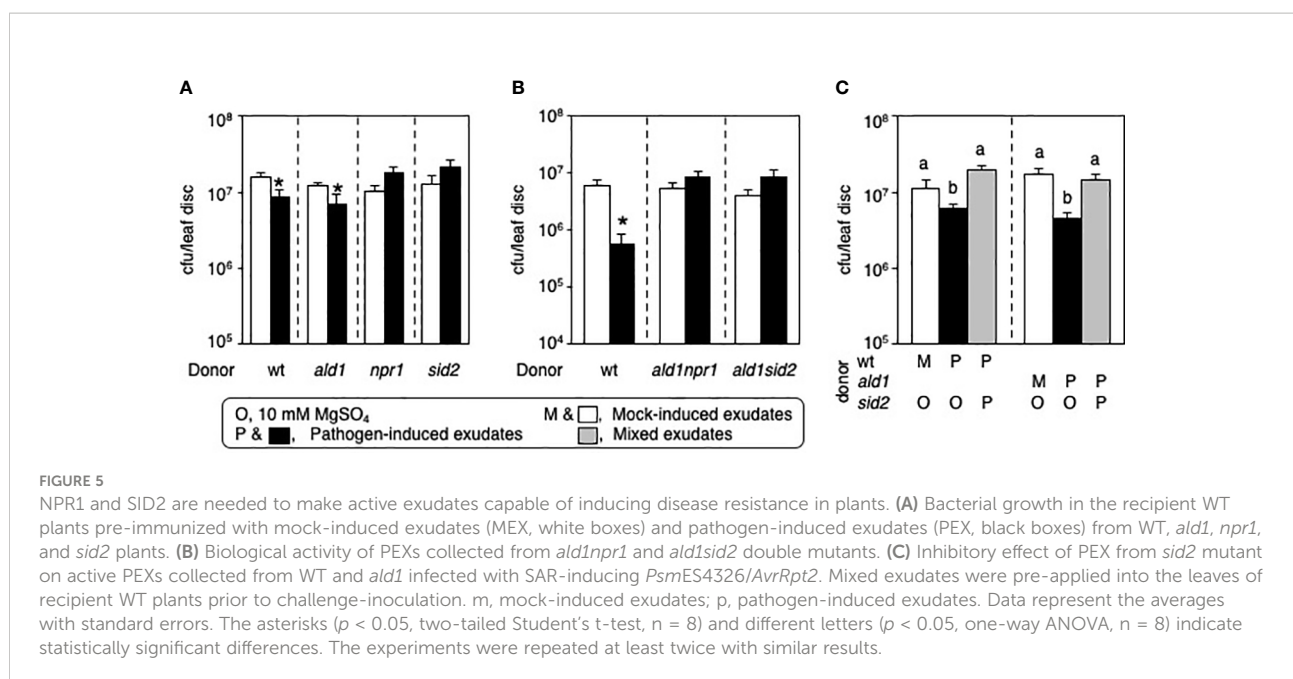 A B C
10⁸ 10⁸ 10⁸
* *
a a a a
10⁷ 10⁷ 10⁷
b b
*
cfu/leaf disc cfu/leaf disc cfu/leaf disc
10⁶ 10⁶ 10⁶
10⁵
10⁵ 10⁴ 10⁵
Donor wt ald1 npr1 sid2 Donor wt ald1npr1 ald1sid2
donor
wt M P P
ald1 M P P
sid2 O O P O O P
O, 10 mM MgSO₄ M & , Mock-induced exudates
P & , Pathogen-induced exudates , Mixed exudates
FIGURE 5
NPR1 and SID2 are needed to make active exudates capable of inducing disease resistance in plants. (A) Bacterial growth in the recipient WT
plants pre-immunized with mock-induced exudates (MEX, white boxes) and pathogen-induced exudates (PEX, black boxes) from WT, ald1, npr1,
and sid2 plants. (B) Biological activity of PEXs collected from ald1npr1 and ald1sid2 double mutants. (C) Inhibitory effect of PEX from sid2 mutant
on active PEXs collected from WT and ald1 infected with SAR-inducing PsmES4326/AvrRpt2. Mixed exudates were pre-applied into the leaves of
recipient WT plants prior to challenge-inoculation. m, mock-induced exudates; p, pathogen-induced exudates. Data represent the averages
with standard errors. The asterisks (p < 0.05, two-tailed Student’s t-test, n = 8) and different letters (p < 0.05, one-way ANOVA, n = 8) indicate
statistically significant differences. The experiments were repeated at least twice with similar results.